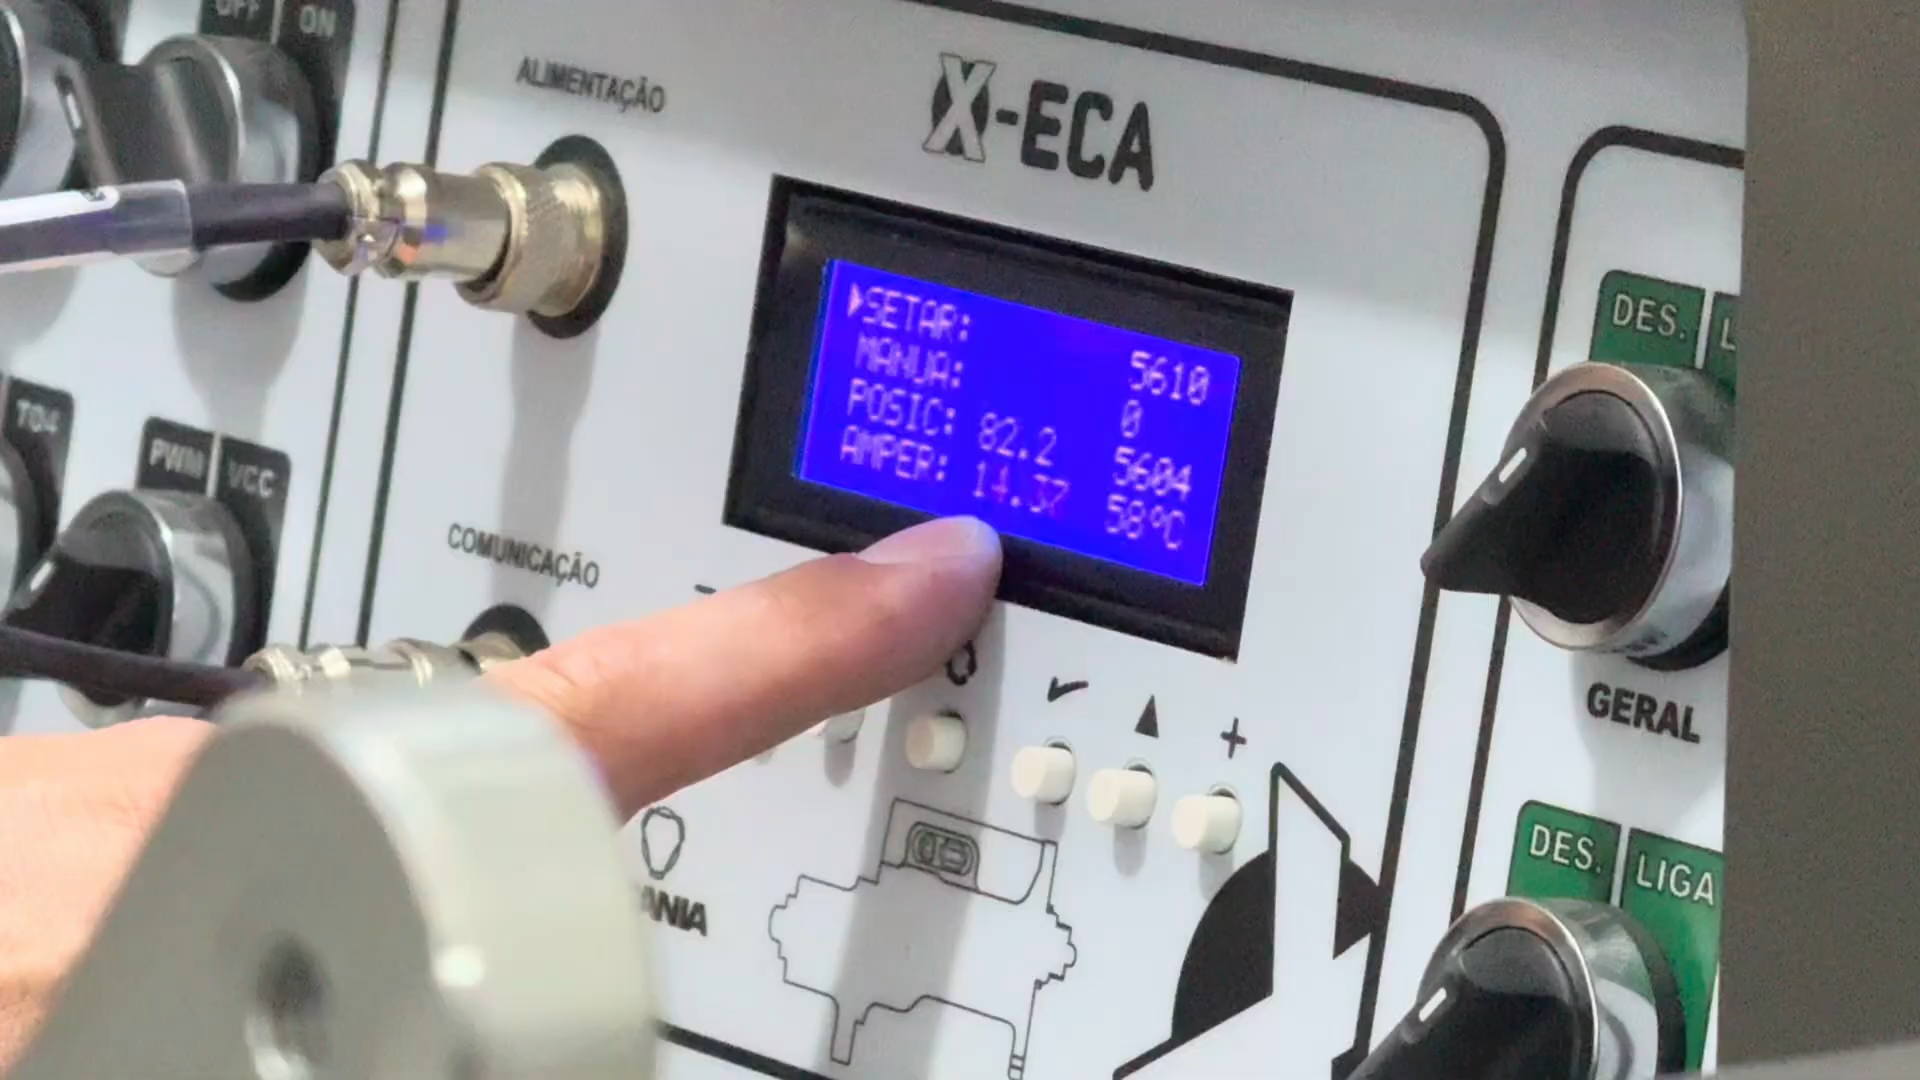 OFF ON
ALIMENTAÇÃO
X-ECA
SETAR: 5610
MANUA: 0
POSIC: 82.2 5604
AMPER: 14.37 58°C
DES.
PWM VCC
COMUNICAÇÃO
GERAL
+
DES. LIGA